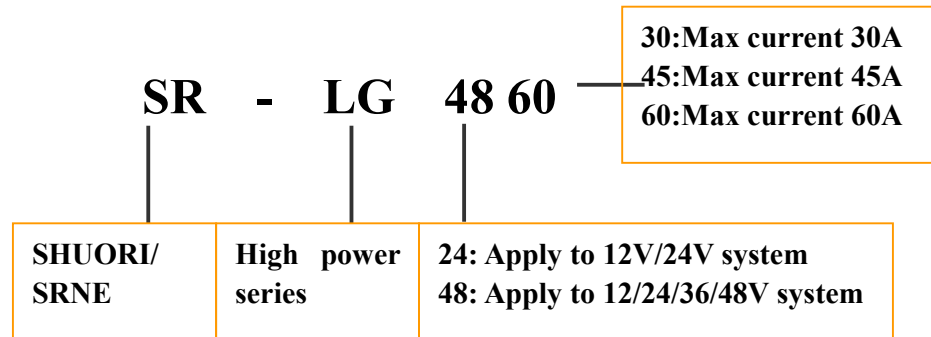 30:Max current 30A
45:Max current 45A
60:Max current 60A
SR - LG 48 60
SHUORI/
SRNE
High power
series
24: Apply to 12V/24V system
48: Apply to 12/24/36/48V system